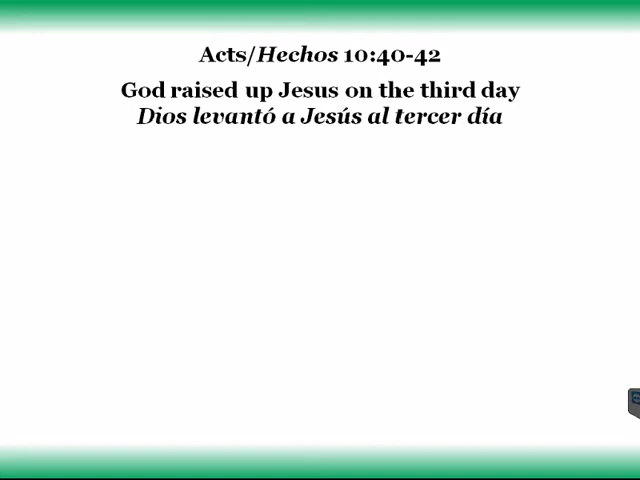 Acts/Hechos 10:40-42
God raised up Jesus on the third day
Dios levantó a Jesús al tercer día